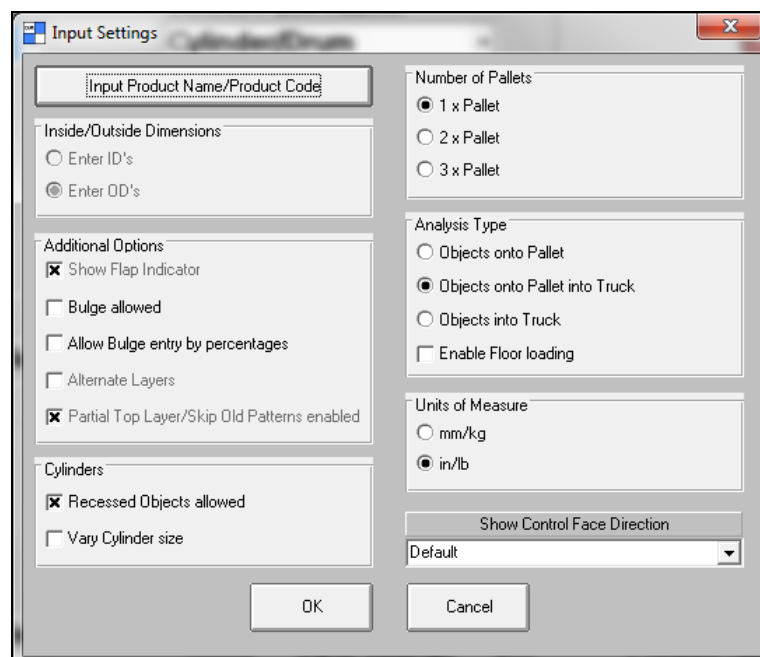 Input Settings
Cylinder/Drum
Input Product Name/Product Code
Inside/Outside Dimensions
Enter ID's
Enter OD's
Additional Options
Show Flap Indicator
Bulge allowed
Allow Bulge entry by percentages
Alternate Layers
Partial Top Layer/Skip Old Patterns enabled
Cylinders
Recessed Objects allowed
Vary Cylinder size
Number of Pallets
1 x Pallet
2 x Pallet
3 x Pallet
Analysis Type
Objects onto Pallet
Objects onto Pallet into Truck
Objects into Truck
Enable Floor loading
Units of Measure
mm/kg
in/lb
Show Control Face Direction
Default
OK
Cancel